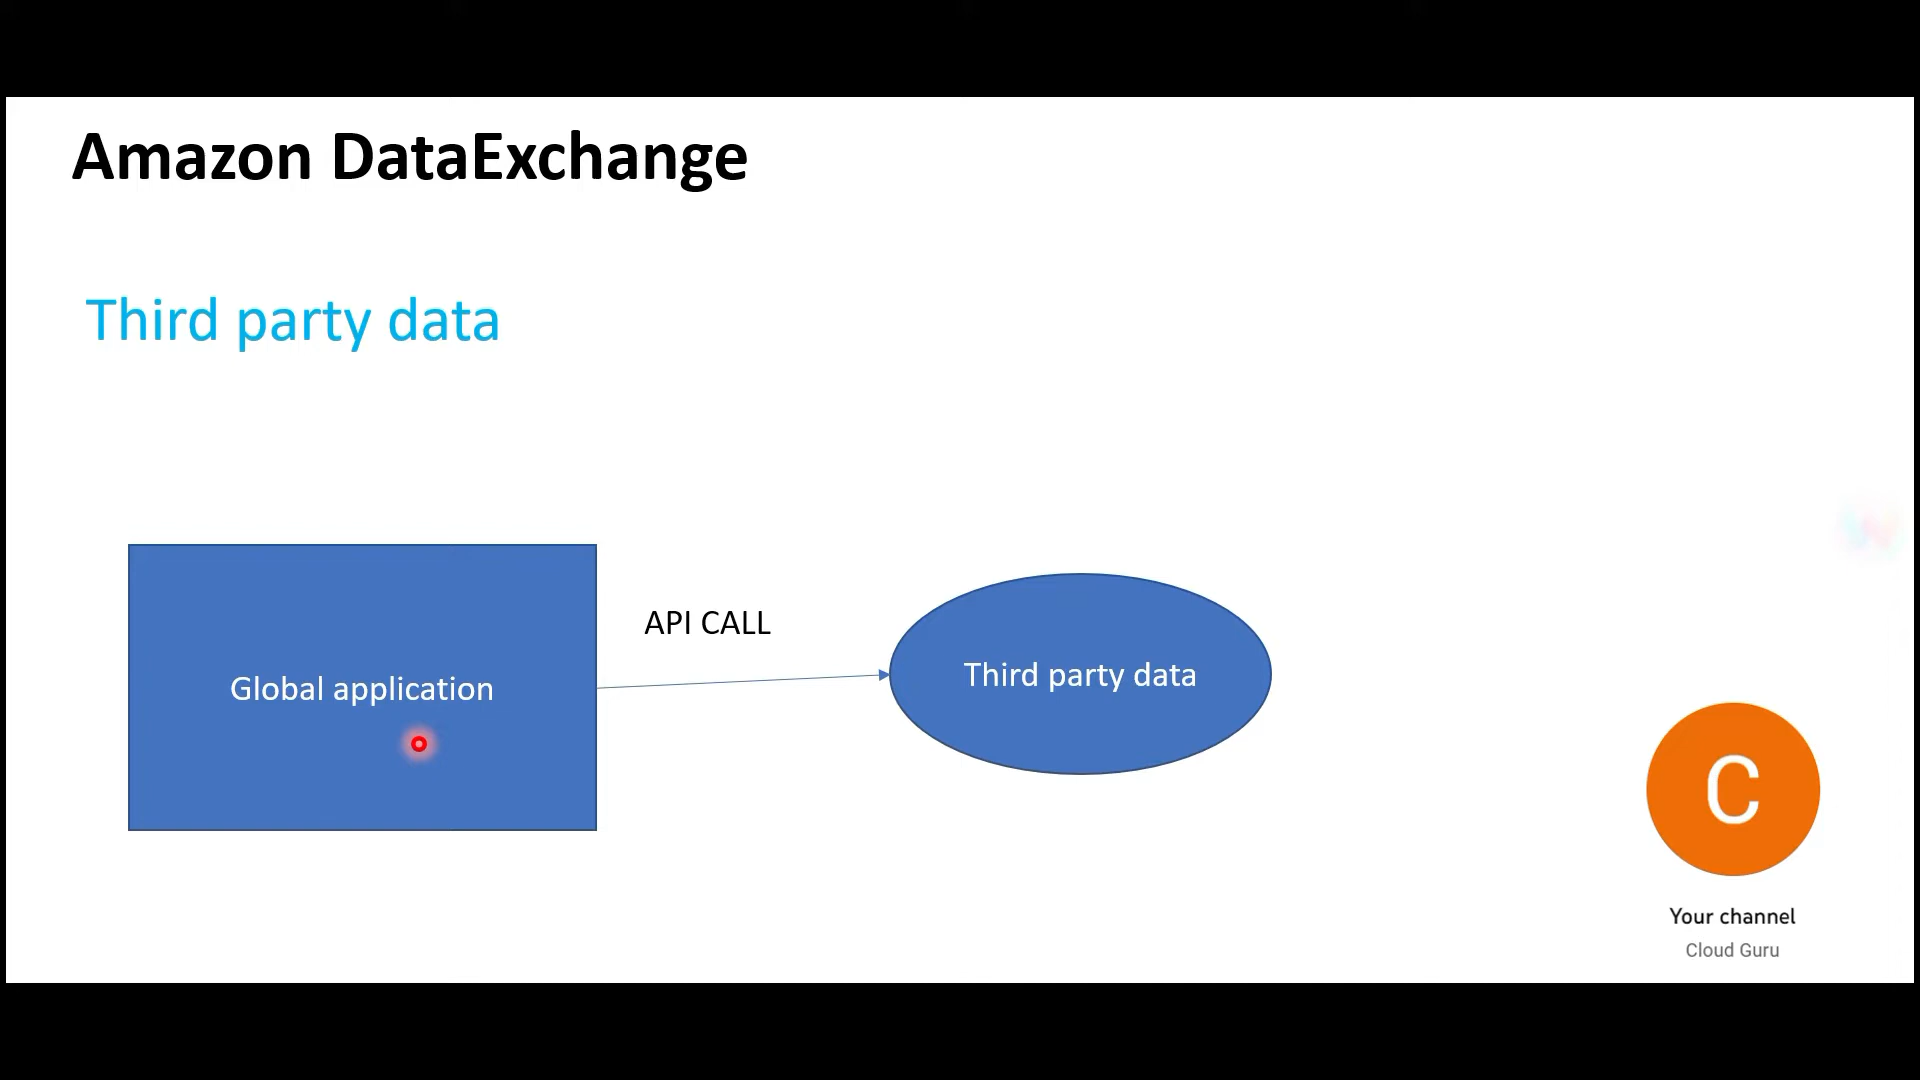 Amazon DataExchange
Third party data
API CALL
Global application
Third party data
C
Your channel
Cloud Guru